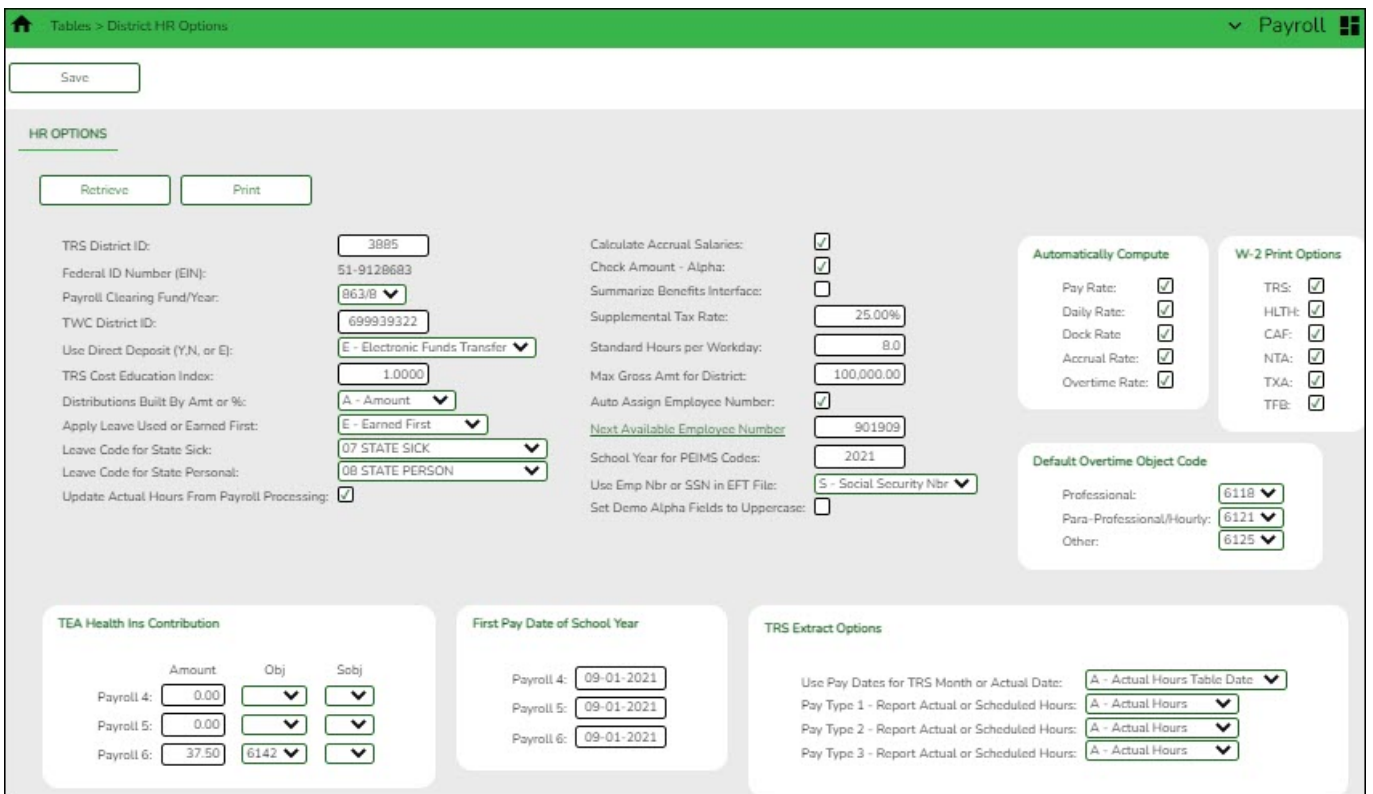 Tables > District HR Options
Payroll
Save
HR OPTIONS
Retrieve Print
TRS District ID: 3885
Federal ID Number (EIN): 51-9128683
Payroll Clearing Fund/Year: 863/8
TWC District ID: 699939322
Use Direct Deposit (Y,N, or E): E - Electronic Funds Transfer
TRS Cost Education Index: 1.0000
Distributions Built By Amt or %: A - Amount
Apply Leave Used or Earned First: E - Earned First
Leave Code for State Sick: 07 STATE SICK
Leave Code for State Personal: 08 STATE PERSON
Update Actual Hours From Payroll Processing:
Calculate Accrual Salaries:
Check Amount - Alpha:
Summarize Benefits Interface:
Supplemental Tax Rate: 25.00%
Standard Hours per Workday: 8.0
Max Gross Amt for District: 100,000.00
Auto Assign Employee Number:
Next Available Employee Number 901909
School Year for PEIMS Codes: 2021
Use Emp Nbr or SSN in EFT File: S - Social Security Nbr
Set Demo Alpha Fields to Uppercase:
Automatically Compute
Pay Rate:
Daily Rate:
Dock Rate
Accrual Rate:
Overtime Rate:
W-2 Print Options
TRS:
HLTH:
CAF:
NTA:
TXA:
TFB:
Default Overtime Object Code
Professional: 6118
Para-Professional/Hourly: 6121
Other: 6125
TEA Health Ins Contribution
Amount Obj Sobj
Payroll 4: 0.00
Payroll 5: 0.00
Payroll 6: 37.50 6142
First Pay Date of School Year
Payroll 4: 09-01-2021
Payroll 5: 09-01-2021
Payroll 6: 09-01-2021
TRS Extract Options
Use Pay Dates for TRS Month or Actual Date: A - Actual Hours Table Date
Pay Type 1 - Report Actual or Scheduled Hours: A - Actual Hours
Pay Type 2 - Report Actual or Scheduled Hours: A - Actual Hours
Pay Type 3 - Report Actual or Scheduled Hours: A - Actual Hours